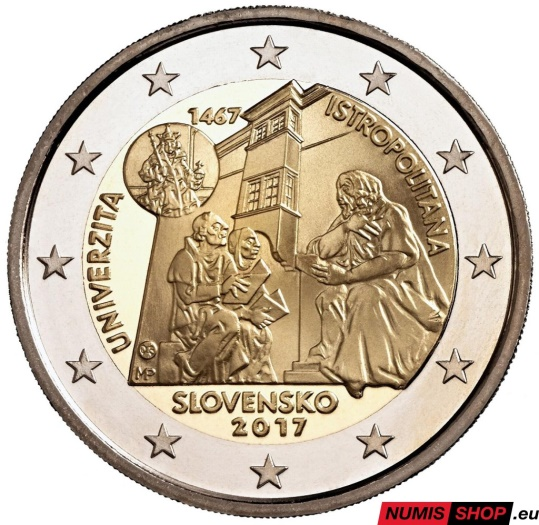 1467
ISTROPOLITANA
UNIVERZITA
MP
SLOVENSKO
2017
NUMIS SHOP.eu